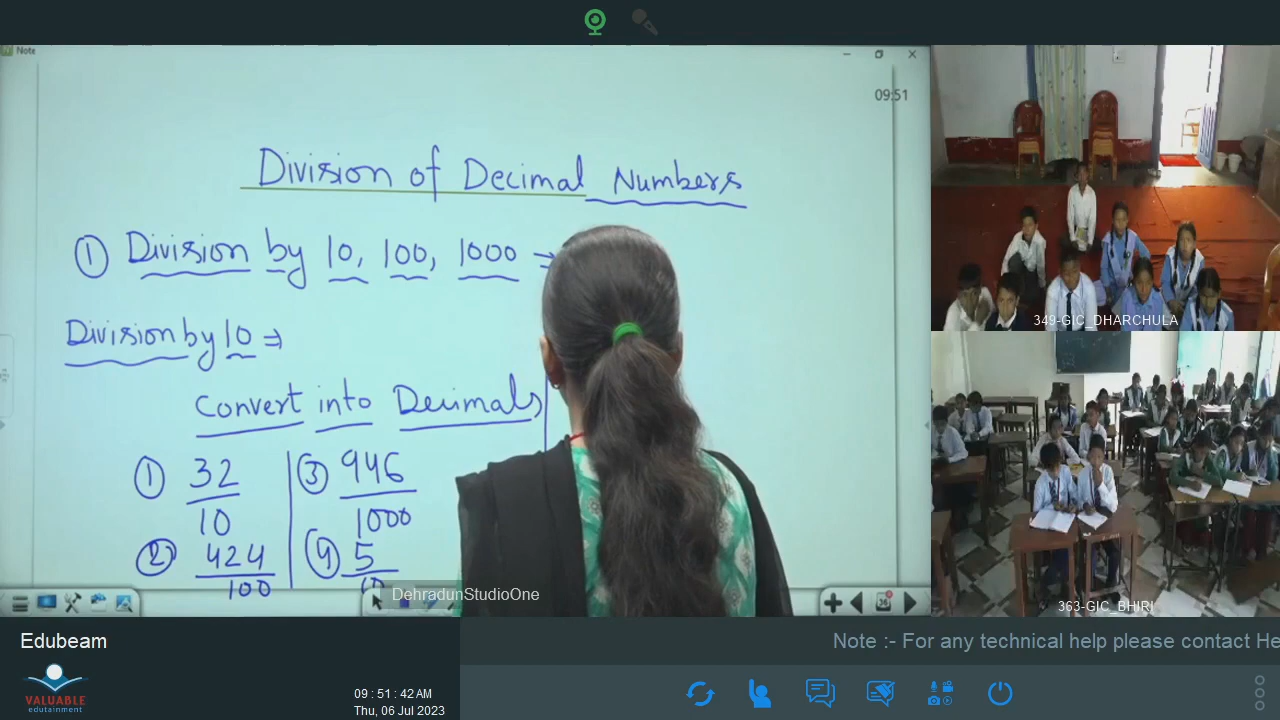 Note
09:51
Division of Decimal Numbers
① Division by 10, 100, 1000 →
Division by 10 ⇒
Convert into Decimals
① 32/10
③ 946/1000
② 424/100
④ 5/10
DehradunStudioOne
349-GIC_DHARCHULA
363-GIC_BHIRI
Edubeam
Note :- For any technical help please contact He
VALUABLE
edutainment
09 : 51 : 42 AM
Thu, 06 Jul 2023